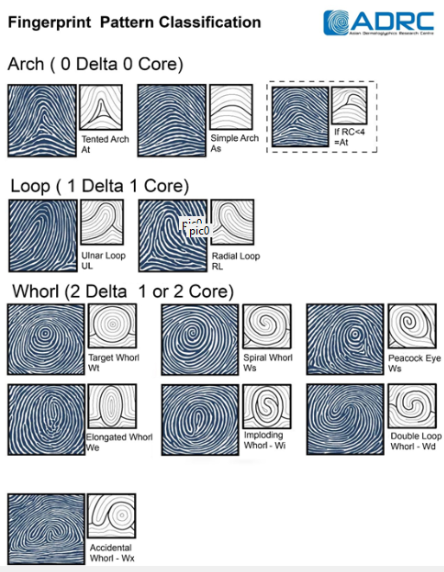 Fingerprint Pattern Classification
ADRC
Asian Dermatoglyphics Research Centre
Arch ( 0 Delta 0 Core)
Tented Arch
At
Simple Arch
As
If RC<4
=At
Loop ( 1 Delta 1 Core)
Ulnar Loop
UL
pic0
pic0
Radial Loop
RL
Whorl (2 Delta 1 or 2 Core)
Target Whorl
Wt
Spiral Whorl
Ws
Peacock Eye
Ws
Elongated Whorl
We
Imploding
Whorl - Wi
Double Loop
Whorl - Wd
Accidental
Whorl - Wx